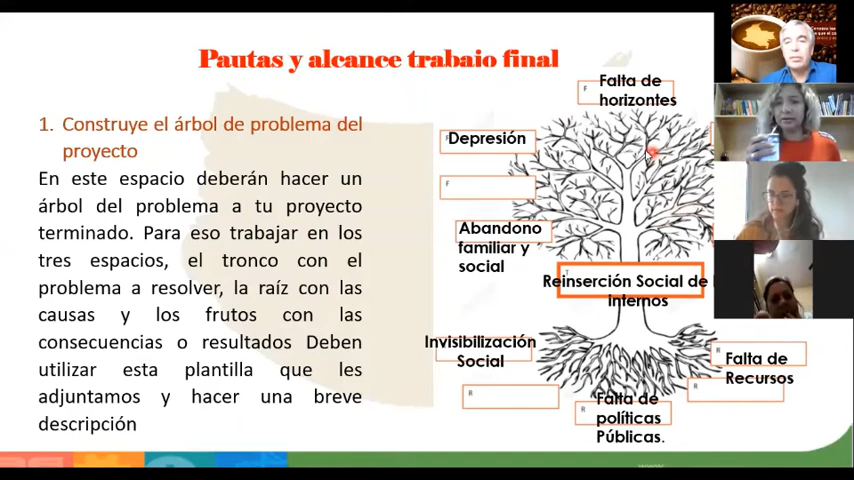 Pautas y alcance trabajo final
1. Construye el árbol de problema del
proyecto
En este espacio deberán hacer un
árbol del problema a tu proyecto
terminado. Para eso trabajar en los
tres espacios, el tronco con el
problema a resolver, la raíz con las
causas y los frutos con las
consecuencias o resultados Deben
utilizar esta plantilla que les
adjuntamos y hacer una breve
descripción
F
Falta de
horizontes
Depresión
F
Abandono
familiar y
social
T
Reinserción Social de
internos
Invisibilización
Social
R
R
Falta de
políticas
Públicas.
R
Falta de
Recursos
R